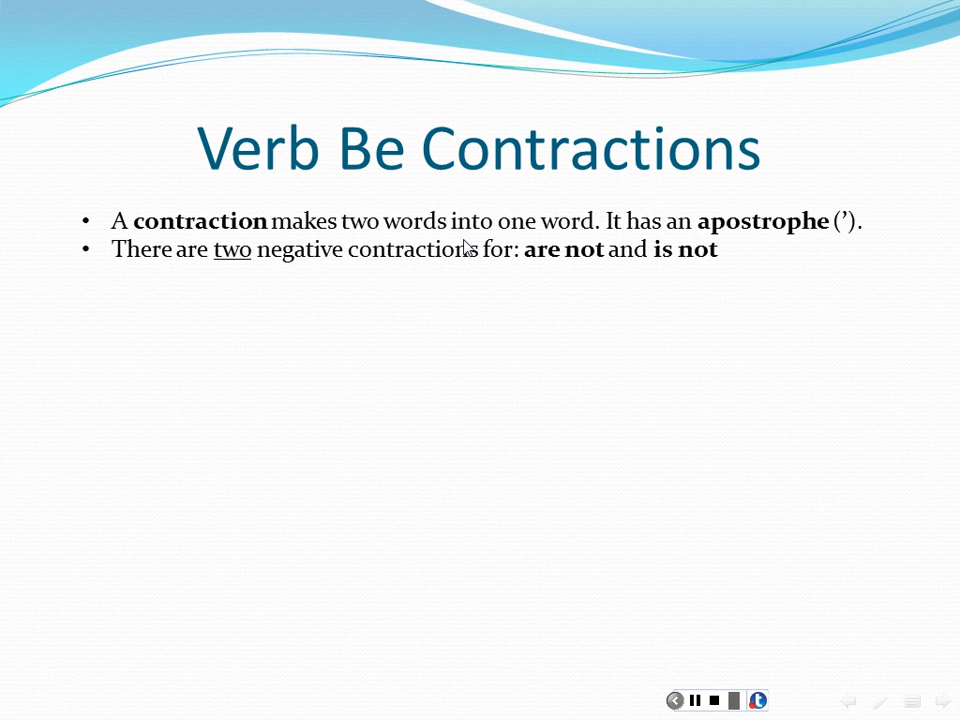 Verb Be Contractions
• A contraction makes two words into one word. It has an apostrophe (’).
• There are two negative contractions for: are not and is not